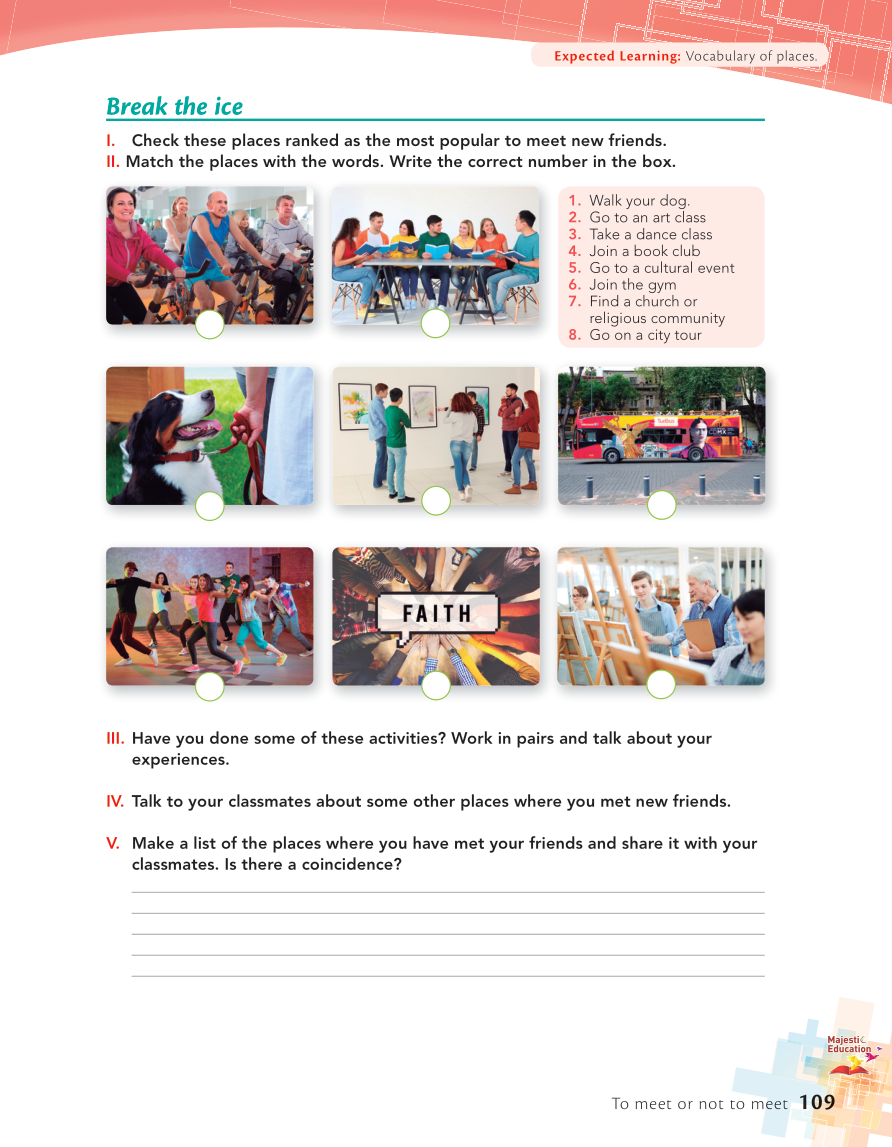 Expected Learning: Vocabulary of places.
Break the ice
I. Check these places ranked as the most popular to meet new friends.
II. Match the places with the words. Write the correct number in the box.
1. Walk your dog.
2. Go to an art class
3. Take a dance class
4. Join a book club
5. Go to a cultural event
6. Join the gym
7. Find a church or
religious community
8. Go on a city tour
Turibus
CDMX
FAITH
III. Have you done some of these activities? Work in pairs and talk about your
experiences.
IV. Talk to your classmates about some other places where you met new friends.
V. Make a list of the places where you have met your friends and share it with your
classmates. Is there a coincidence?
Majestic
Education
To meet or not to meet 109